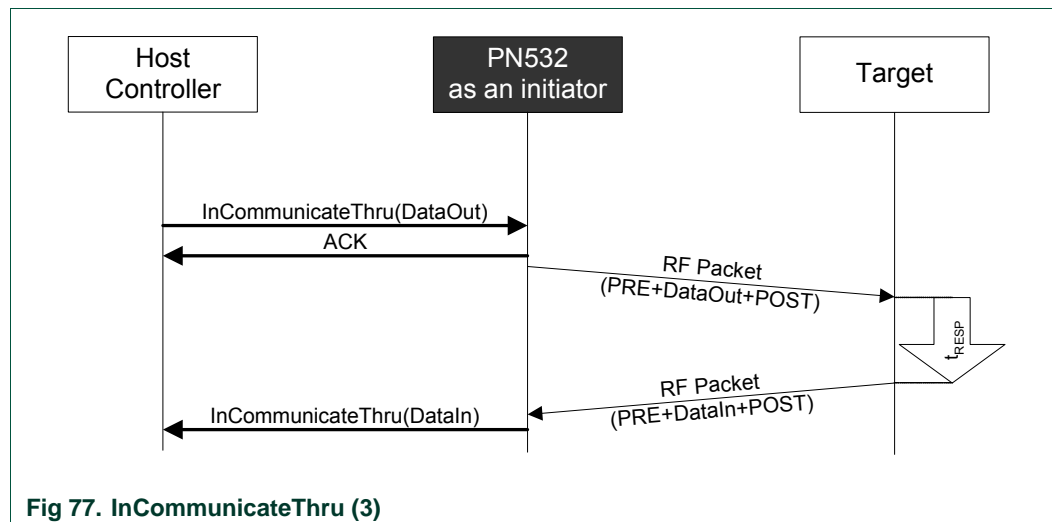 Host
Controller
PN532
as an initiator
Target
InCommunicateThru(DataOut)
ACK
RF Packet
(PRE+DataOut+POST)
tRESP
RF Packet
(PRE+DataIn+POST)
InCommunicateThru(DataIn)
Fig 77. InCommunicateThru (3)